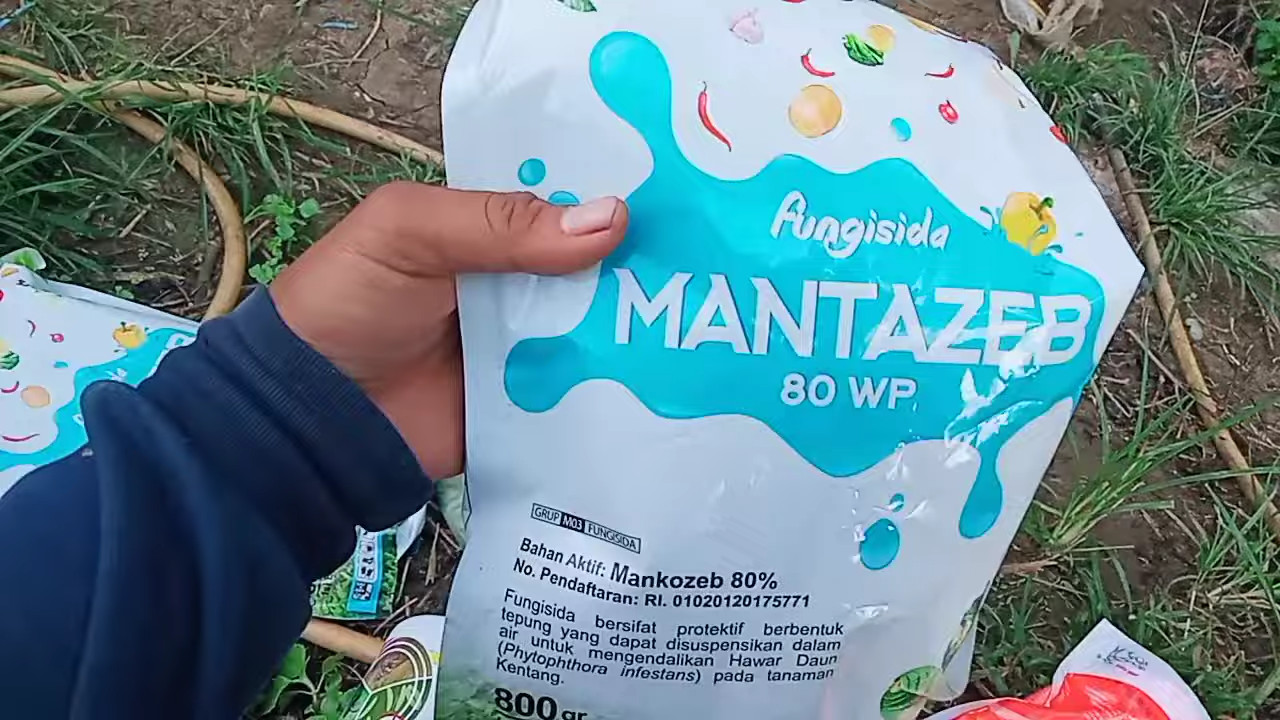 Fungisida
MANTAZEB
80 WP
GRUP M03 FUNGISIDA
Bahan Aktif: Mankozeb 80%
No. Pendaftaran: RI. 01020120175771
Fungisida bersifat protektif berbentuk
tepung yang dapat disuspensikan dalam
air untuk mengendalikan Hawar Daun
(Phytophthora infestans) pada tanaman
Kentang.
800 gr